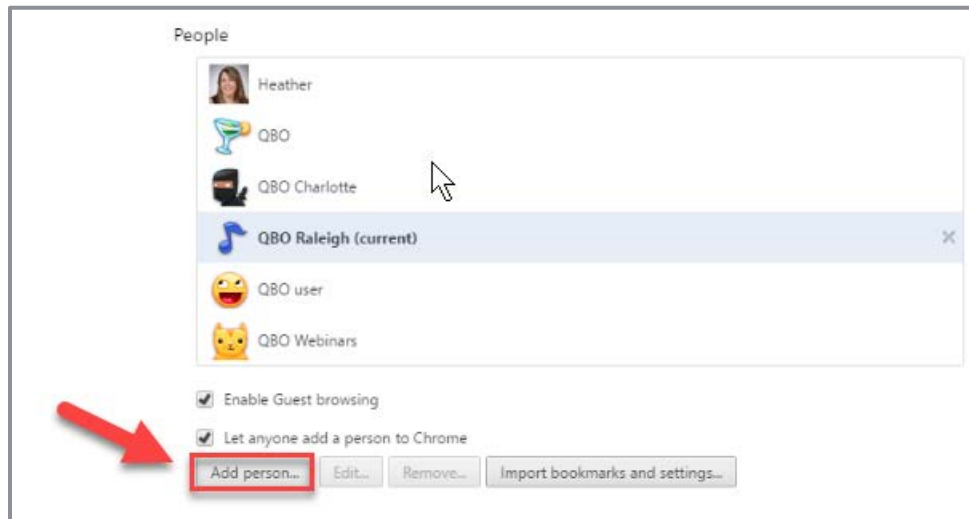 People
Heather
QBO
QBO Charlotte
QBO Raleigh (current)
QBO user
QBO Webinars
Enable Guest browsing
Let anyone add a person to Chrome
Add person... Edit... Remove... Import bookmarks and settings...